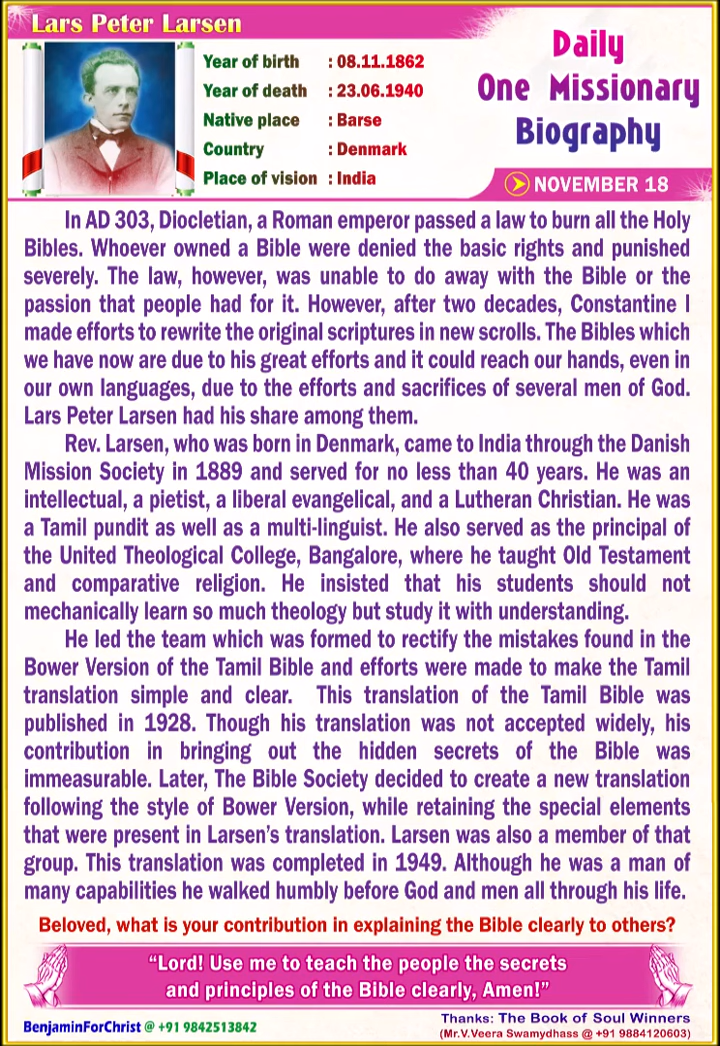 Lars Peter Larsen
Year of birth : 08.11.1862
Year of death : 23.06.1940
Native place : Barse
Country : Denmark
Place of vision : India
Daily
One Missionary
Biography
NOVEMBER 18
In AD 303, Diocletian, a Roman emperor passed a law to burn all the Holy
Bibles. Whoever owned a Bible were denied the basic rights and punished
severely. The law, however, was unable to do away with the Bible or the
passion that people had for it. However, after two decades, Constantine I
made efforts to rewrite the original scriptures in new scrolls. The Bibles which
we have now are due to his great efforts and it could reach our hands, even in
our own languages, due to the efforts and sacrifices of several men of God.
Lars Peter Larsen had his share among them.
Rev. Larsen, who was born in Denmark, came to India through the Danish
Mission Society in 1889 and served for no less than 40 years. He was an
intellectual, a pietist, a liberal evangelical, and a Lutheran Christian. He was
a Tamil pundit as well as a multi-linguist. He also served as the principal of
the United Theological College, Bangalore, where he taught Old Testament
and comparative religion. He insisted that his students should not
mechanically learn so much theology but study it with understanding.
He led the team which was formed to rectify the mistakes found in the
Bower Version of the Tamil Bible and efforts were made to make the Tamil
translation simple and clear. This translation of the Tamil Bible was
published in 1928. Though his translation was not accepted widely, his
contribution in bringing out the hidden secrets of the Bible was
immeasurable. Later, The Bible Society decided to create a new translation
following the style of Bower Version, while retaining the special elements
that were present in Larsen's translation. Larsen was also a member of that
group. This translation was completed in 1949. Although he was a man of
many capabilities he walked humbly before God and men all through his life.
Beloved, what is your contribution in explaining the Bible clearly to others?
"Lord! Use me to teach the people the secrets
and principles of the Bible clearly, Amen!"
BenjaminForChrist @ +91 9842513842
Thanks: The Book of Soul Winners
(Mr.V.Veera Swamydhass @ +91 9884120603)